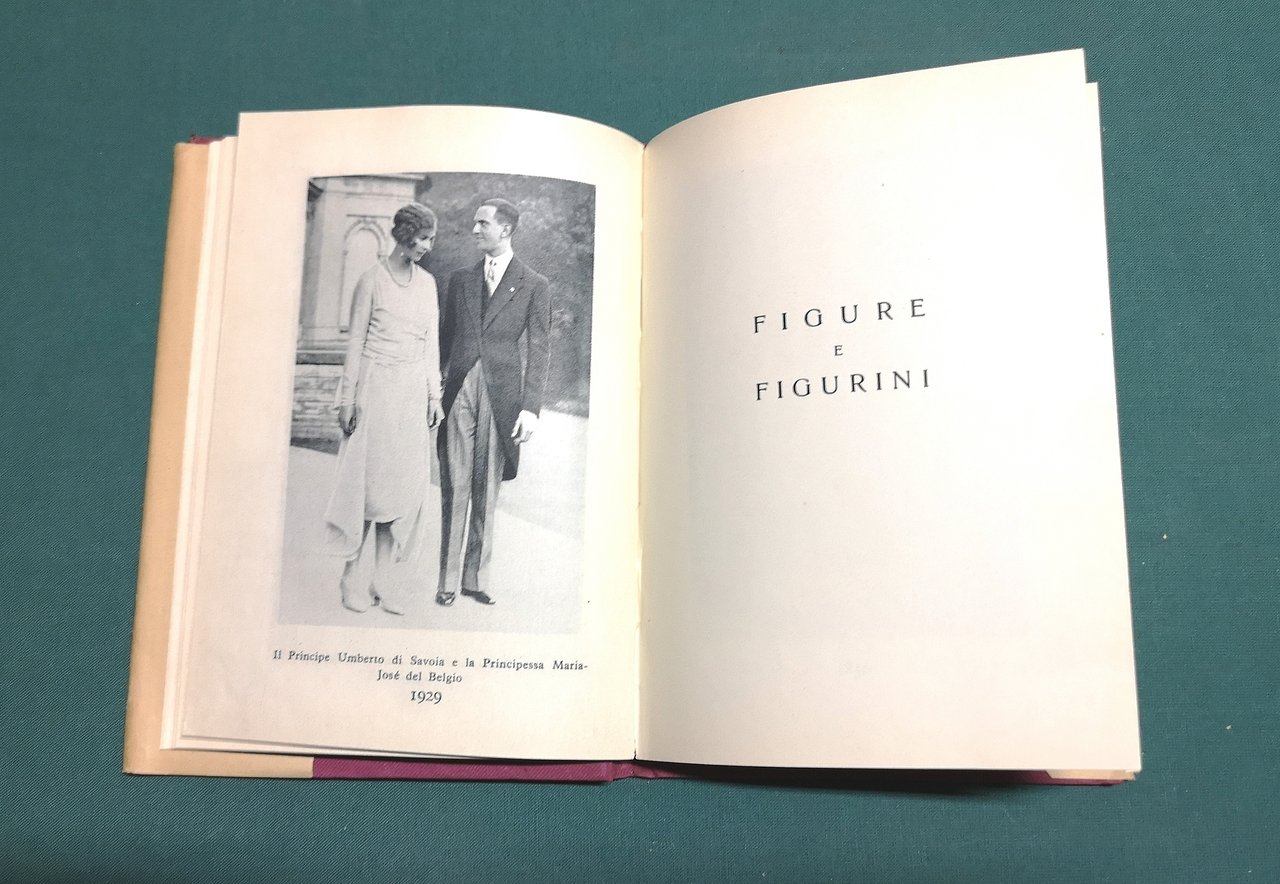 Il Principe Umberto di Savoia e la Principessa Maria-
José del Belgio
1929
FIGURE
E
FIGURINI